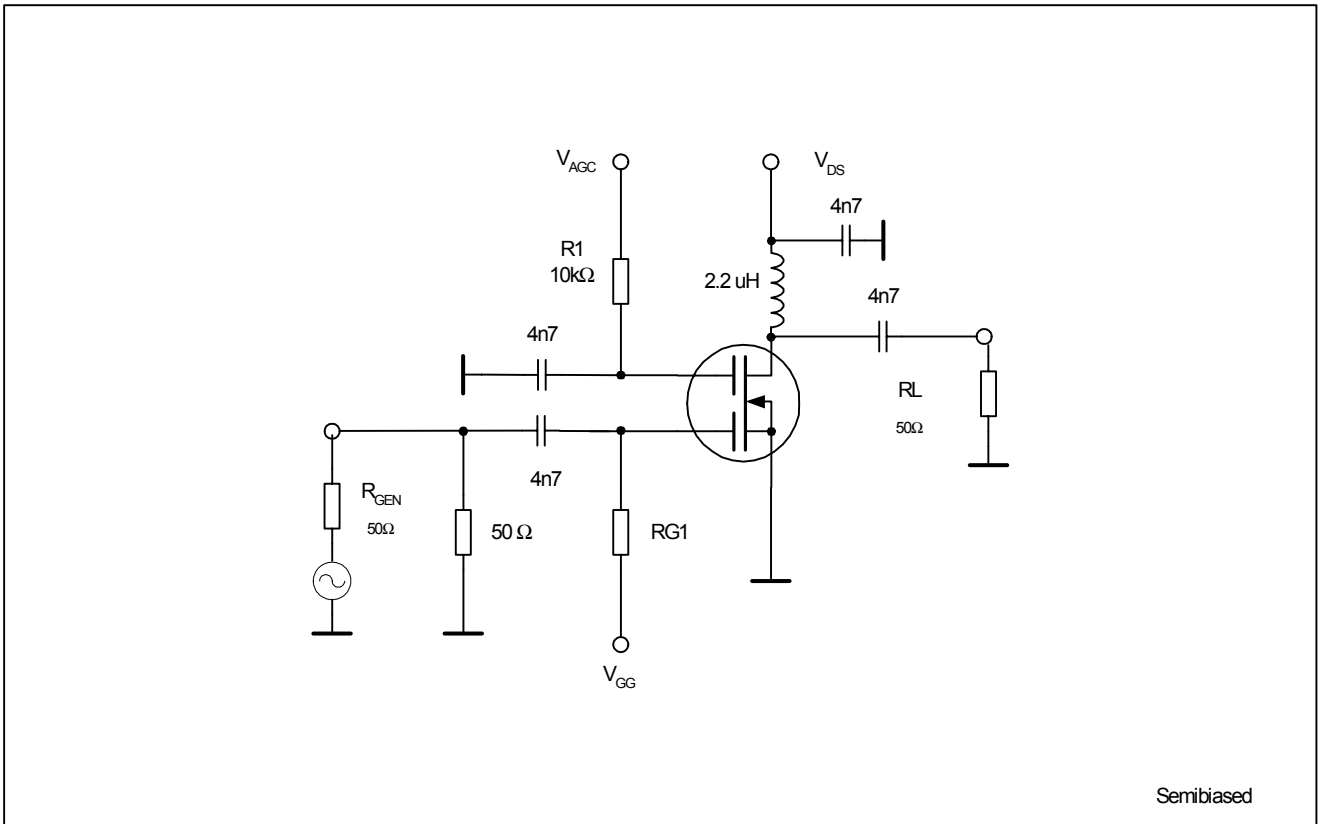 V_AGC
V_DS
4n7
R1
10kΩ
2.2 uH
4n7
4n7
RL
50Ω
4n7
R_GEN
50Ω
50 Ω
RG1
V_GG
Semibiased